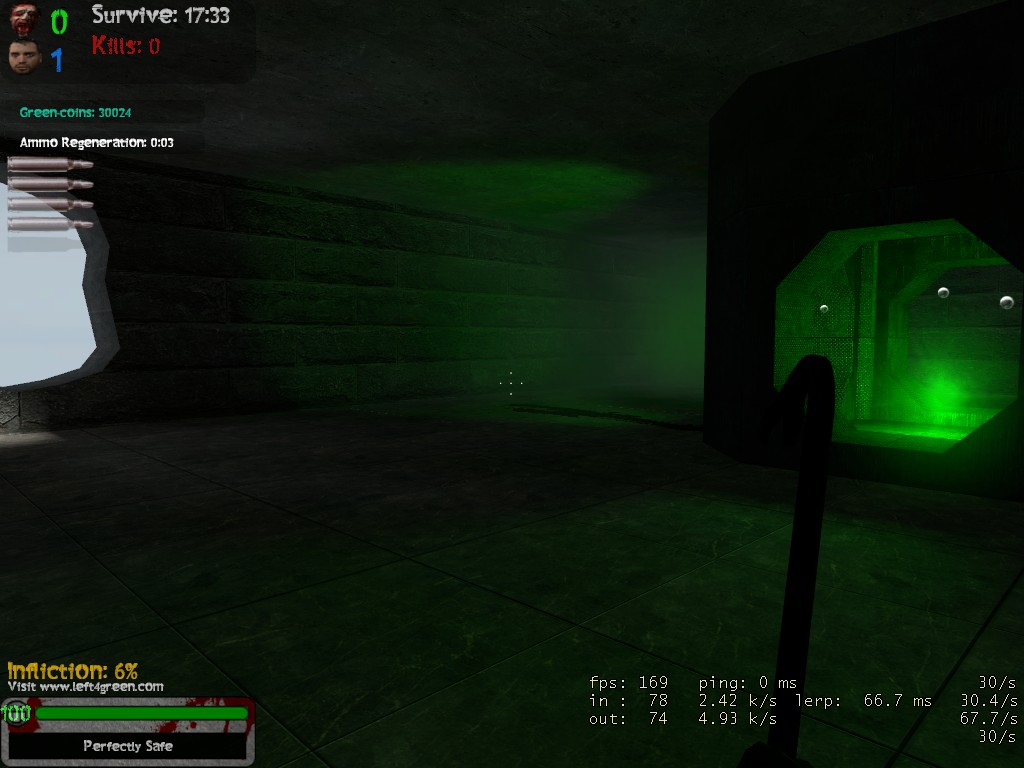 0 Survive: 17:33
1 Kills: 0
Green-coins: 30024
Ammo Regeneration: 0:03
Infliction: 6%
Visit www.left4green.com
100
Perfectly Safe
fps: 169 ping: 0 ms 30/s
in : 78 2.42 k/s lerp: 66.7 ms 30.4/s
out: 74 4.93 k/s 67.7/s
30/s